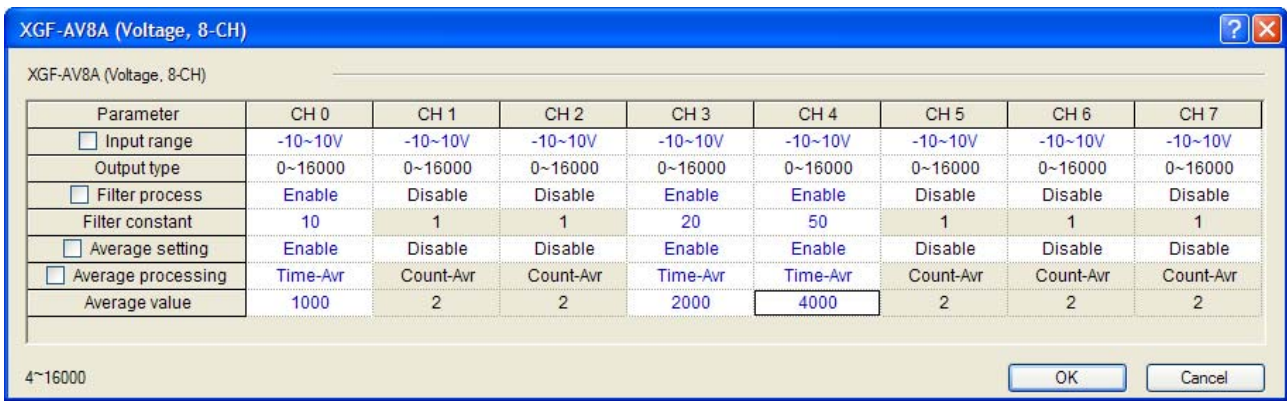 XGF-AV8A (Voltage, 8-CH)
XGF-AV8A (Voltage, 8-CH)
Parameter CH 0 CH 1 CH 2 CH 3 CH 4 CH 5 CH 6 CH 7
Input range -10~10V -10~10V -10~10V -10~10V -10~10V -10~10V -10~10V -10~10V
Output type 0~16000 0~16000 0~16000 0~16000 0~16000 0~16000 0~16000 0~16000
Filter process Enable Disable Disable Enable Enable Disable Disable Disable
Filter constant 10 1 1 20 50 1 1 1
Average setting Enable Disable Disable Enable Enable Disable Disable Disable
Average processing Time-Avr Count-Avr Count-Avr Time-Avr Time-Avr Count-Avr Count-Avr Count-Avr
Average value 1000 2 2 2000 4000 2 2 2
4~16000 OK Cancel